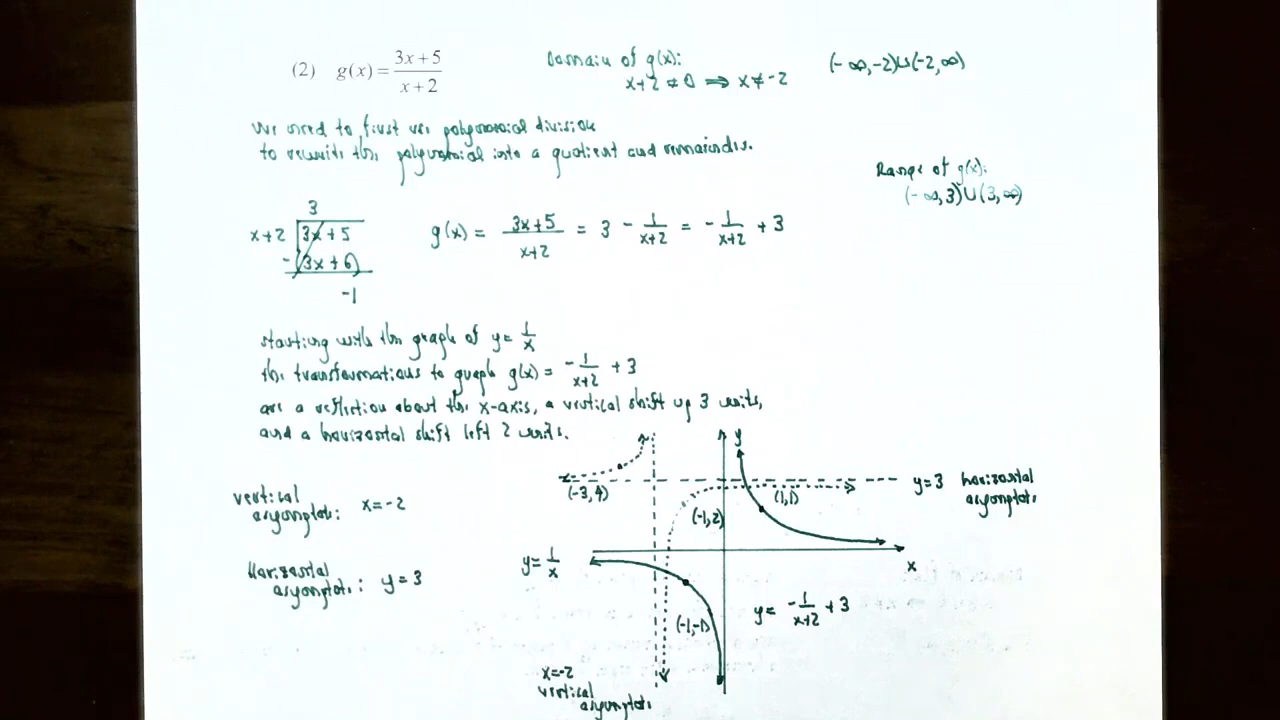 (2) g(x) = (3x+5)/(x+2)
Domain of g(x):
x+2 ≠ 0 ⟹ x ≠ -2
(-∞,-2)∪(-2,∞)
We need to first use polynomial division
to rewrite this polynomial into a quotient and remainder.
Range of g(x):
(-∞,3)∪(3,∞)
3
x+2 3x+5
-(3x+6)
-1
g(x) = (3x+5)/(x+2) = 3 - 1/(x+2) = -1/(x+2) + 3
starting with the graph of y = 1/x
the transformations to graph g(x) = -1/(x+2) + 3
are a reflection about the x-axis, a vertical shift up 3 units,
and a horizontal shift left 2 units.
vertical
asymptote: x=-2
Horizontal
asymptote: y=3
y
(-3,4)
(-1,2)
(1,1)
y=3 horizontal
asymptote
y = 1/x
x
(-1,-1)
y = -1/(x+2) + 3
x=-2
vertical
asymptote